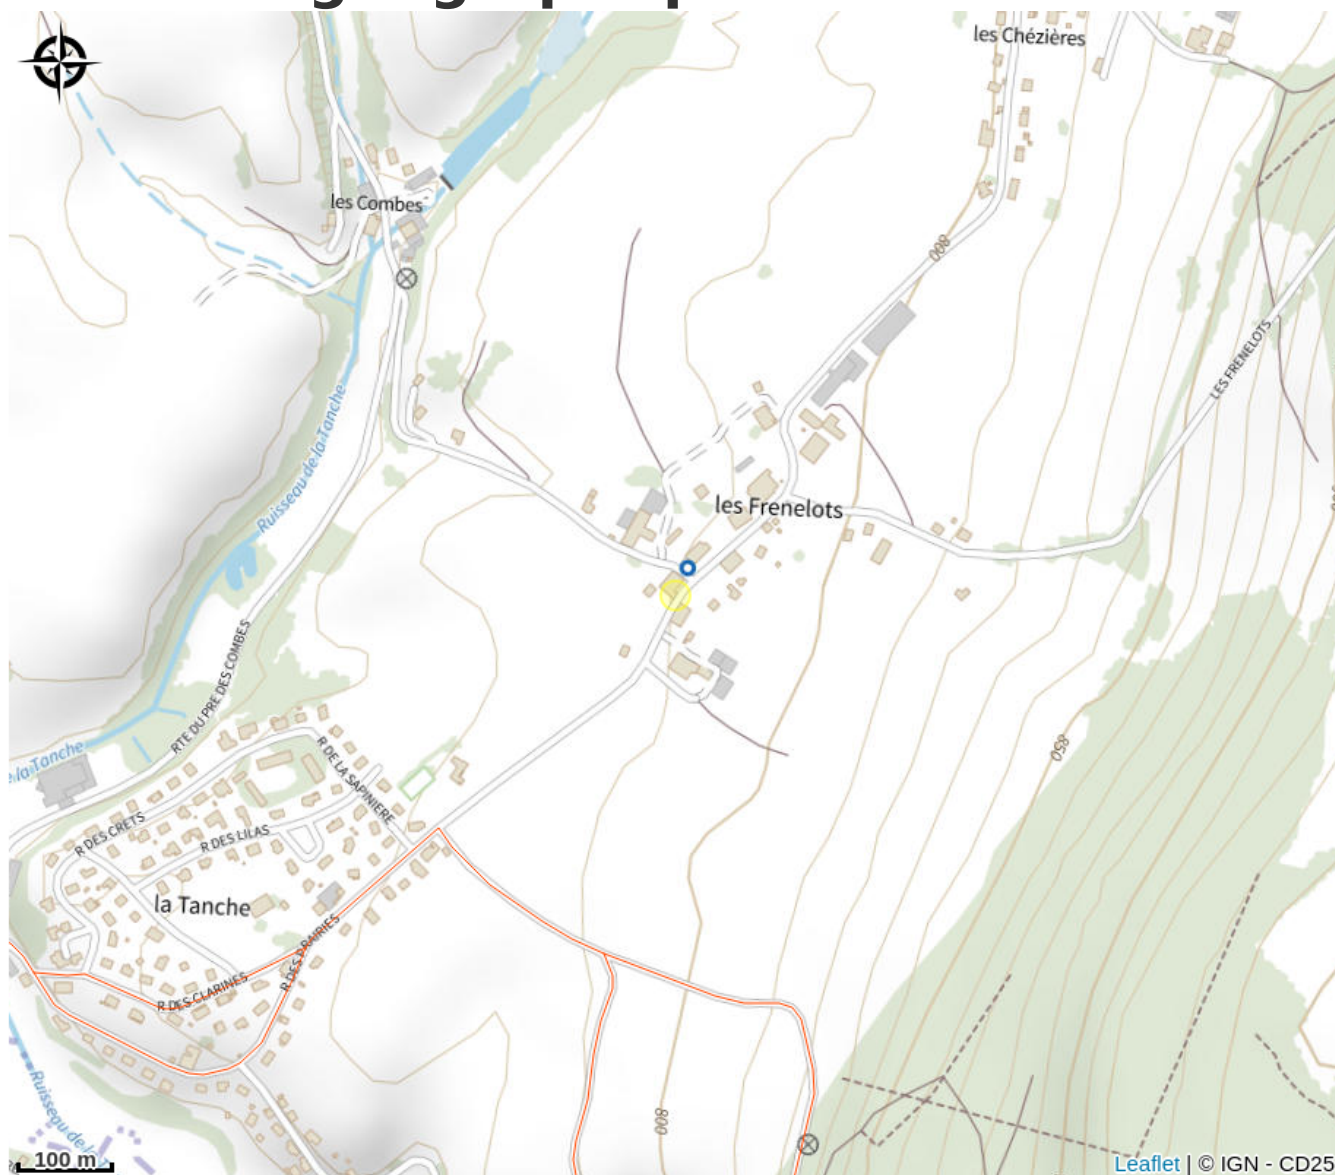 les Chézières
les Combes
800
LES FRENELOTS
Ruisseau de la Tanche
les Frenelots
RTE DU PRE DES COMBES
850
e la Tanche
R DE LA SAPINIERE
R DES CRETS
R DES LILAS
la Tanche
R DES PRAIRIES
R DES CLARINES
800
Ruisseau de l
100 m
Leaflet | © IGN - CD25